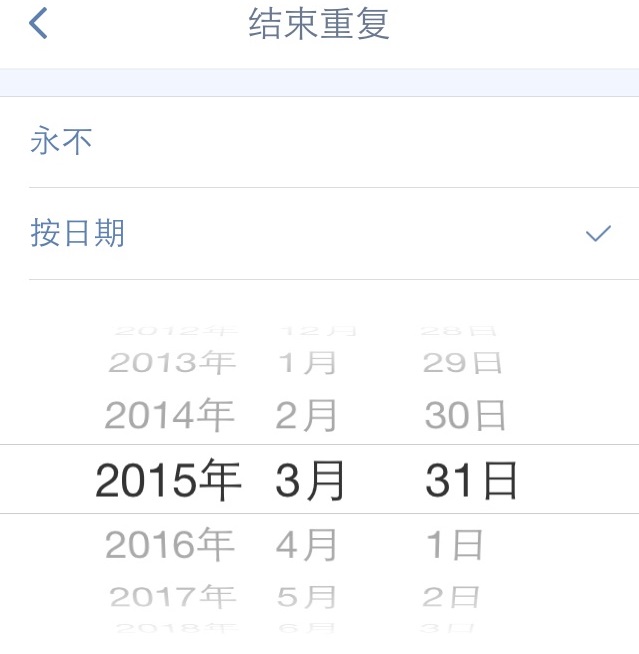 结束重复
永不
按日期
2012年 12月 28日
2013年 1月 29日
2014年 2月 30日
2015年 3月 31日
2016年 4月 1日
2017年 5月 2日
2018年 6月 3日